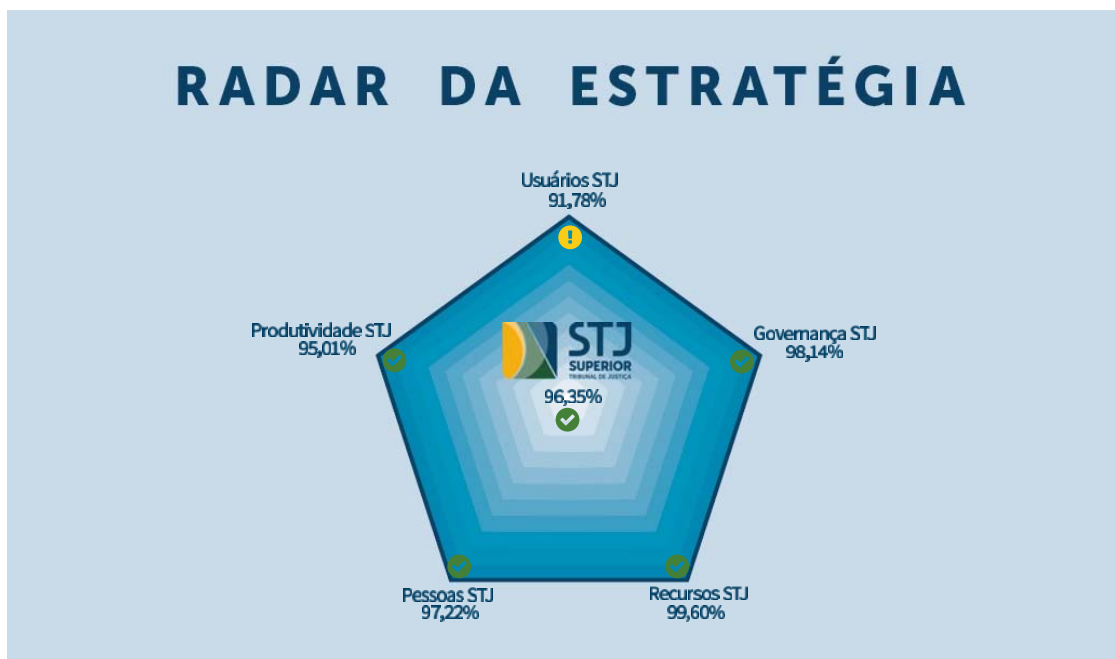 RADAR DA ESTRATÉGIA
Usuários STJ
91,78%
Produtividade STJ
95,01%
Governança STJ
98,14%
STJ
SUPERIOR
TRIBUNAL DE JUSTIÇA
96,35%
Pessoas STJ
97,22%
Recursos STJ
99,60%